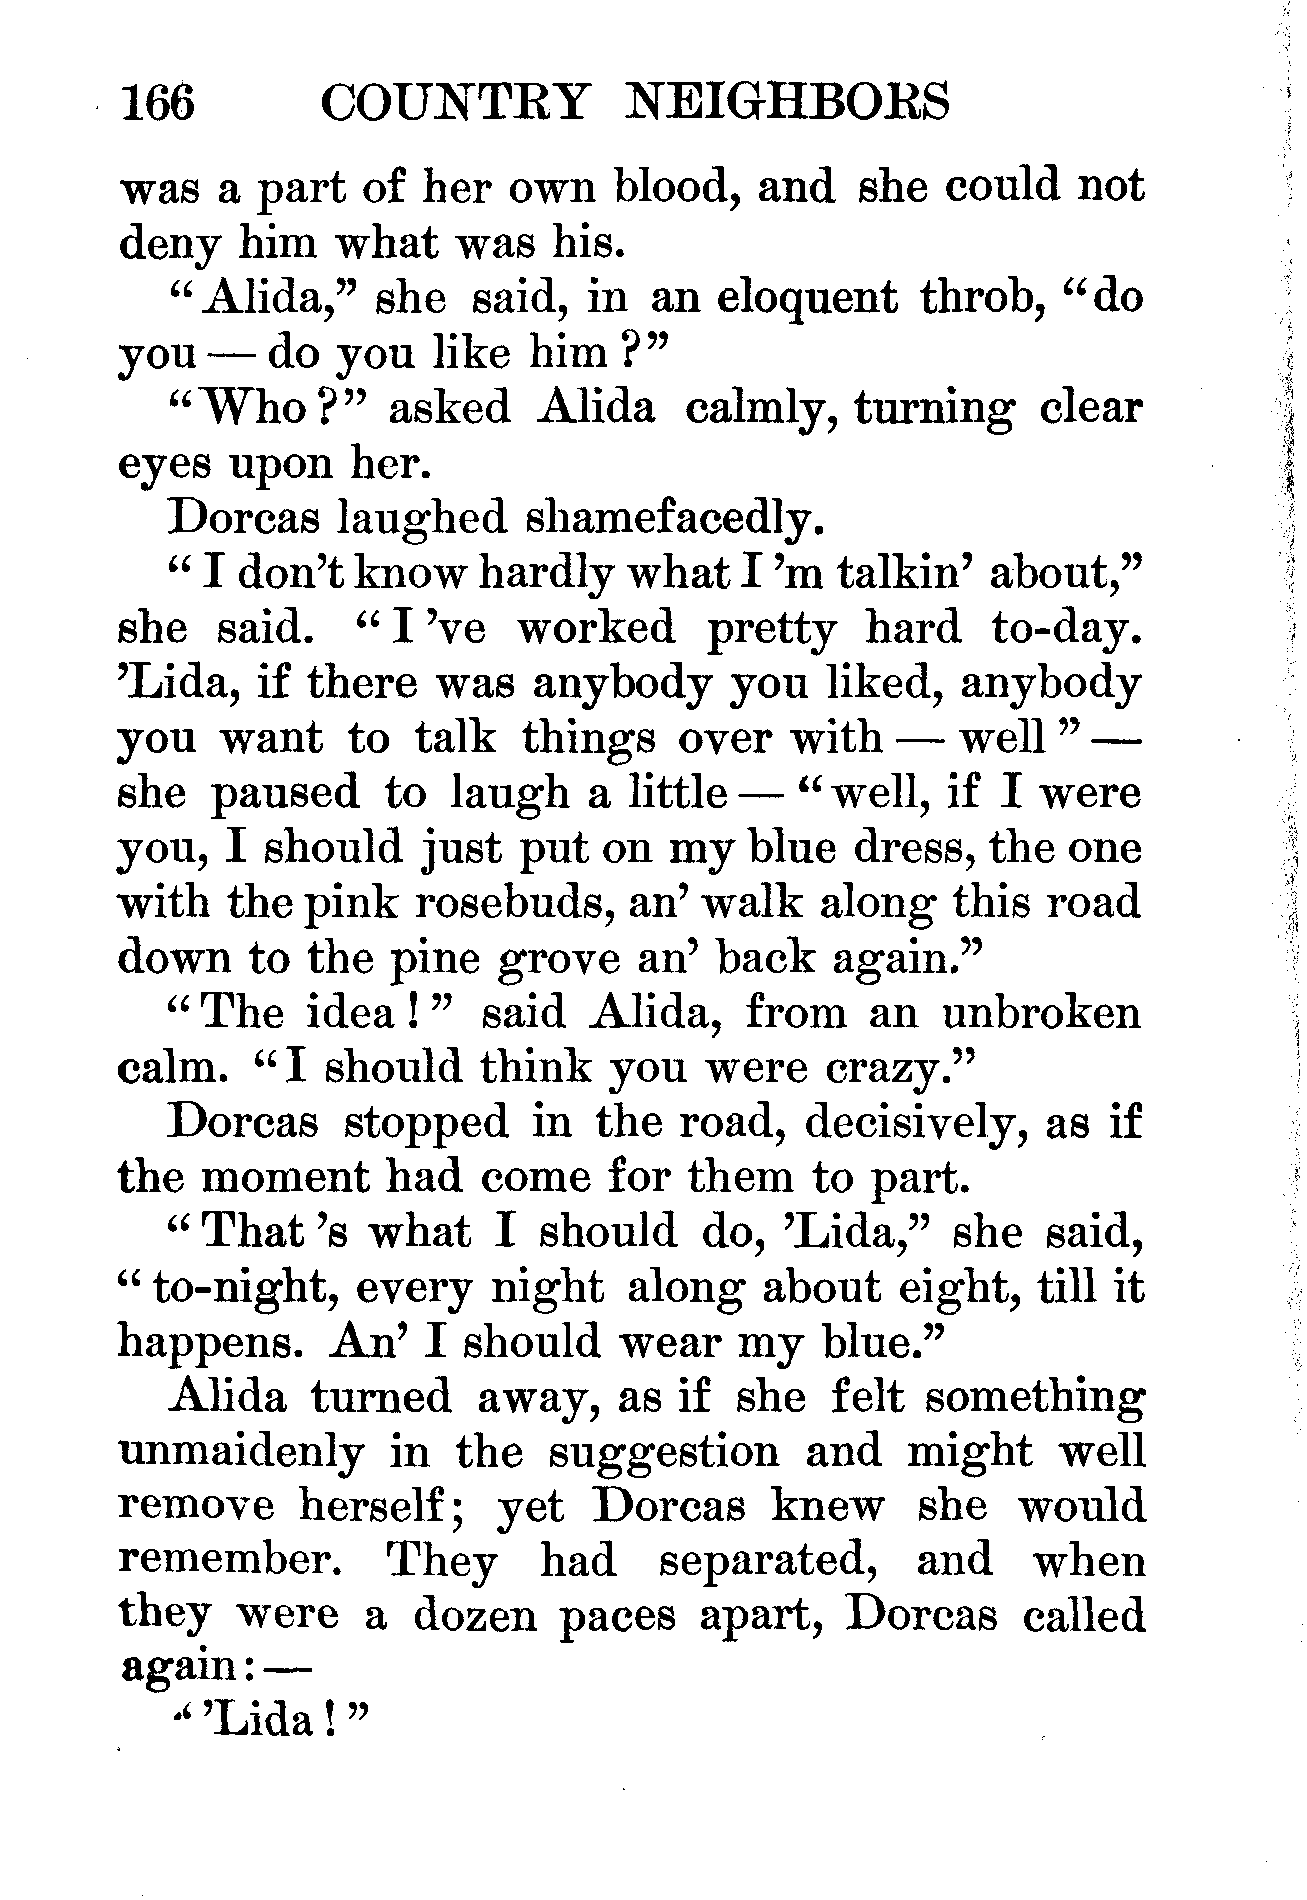 166 COUNTRY NEIGHBORS
was a part of her own blood, and she could not
deny him what was his.
“Alida,” she said, in an eloquent throb, “do
you — do you like him?”
“Who?” asked Alida calmly, turning clear
eyes upon her.
Dorcas laughed shamefacedly.
“I don’t know hardly what I ’m talkin’ about,”
she said. “I ’ve worked pretty hard to-day.
’Lida, if there was anybody you liked, anybody
you want to talk things over with — well” —
she paused to laugh a little — “well, if I were
you, I should just put on my blue dress, the one
with the pink rosebuds, an’ walk along this road
down to the pine grove an’ back again.”
“The idea!” said Alida, from an unbroken
calm. “I should think you were crazy.”
Dorcas stopped in the road, decisively, as if
the moment had come for them to part.
“That ’s what I should do, ’Lida,” she said,
“to-night, every night along about eight, till it
happens. An’ I should wear my blue.”
Alida turned away, as if she felt something
unmaidenly in the suggestion and might well
remove herself; yet Dorcas knew she would
remember. They had separated, and when
they were a dozen paces apart, Dorcas called
again: —
“’Lida!”